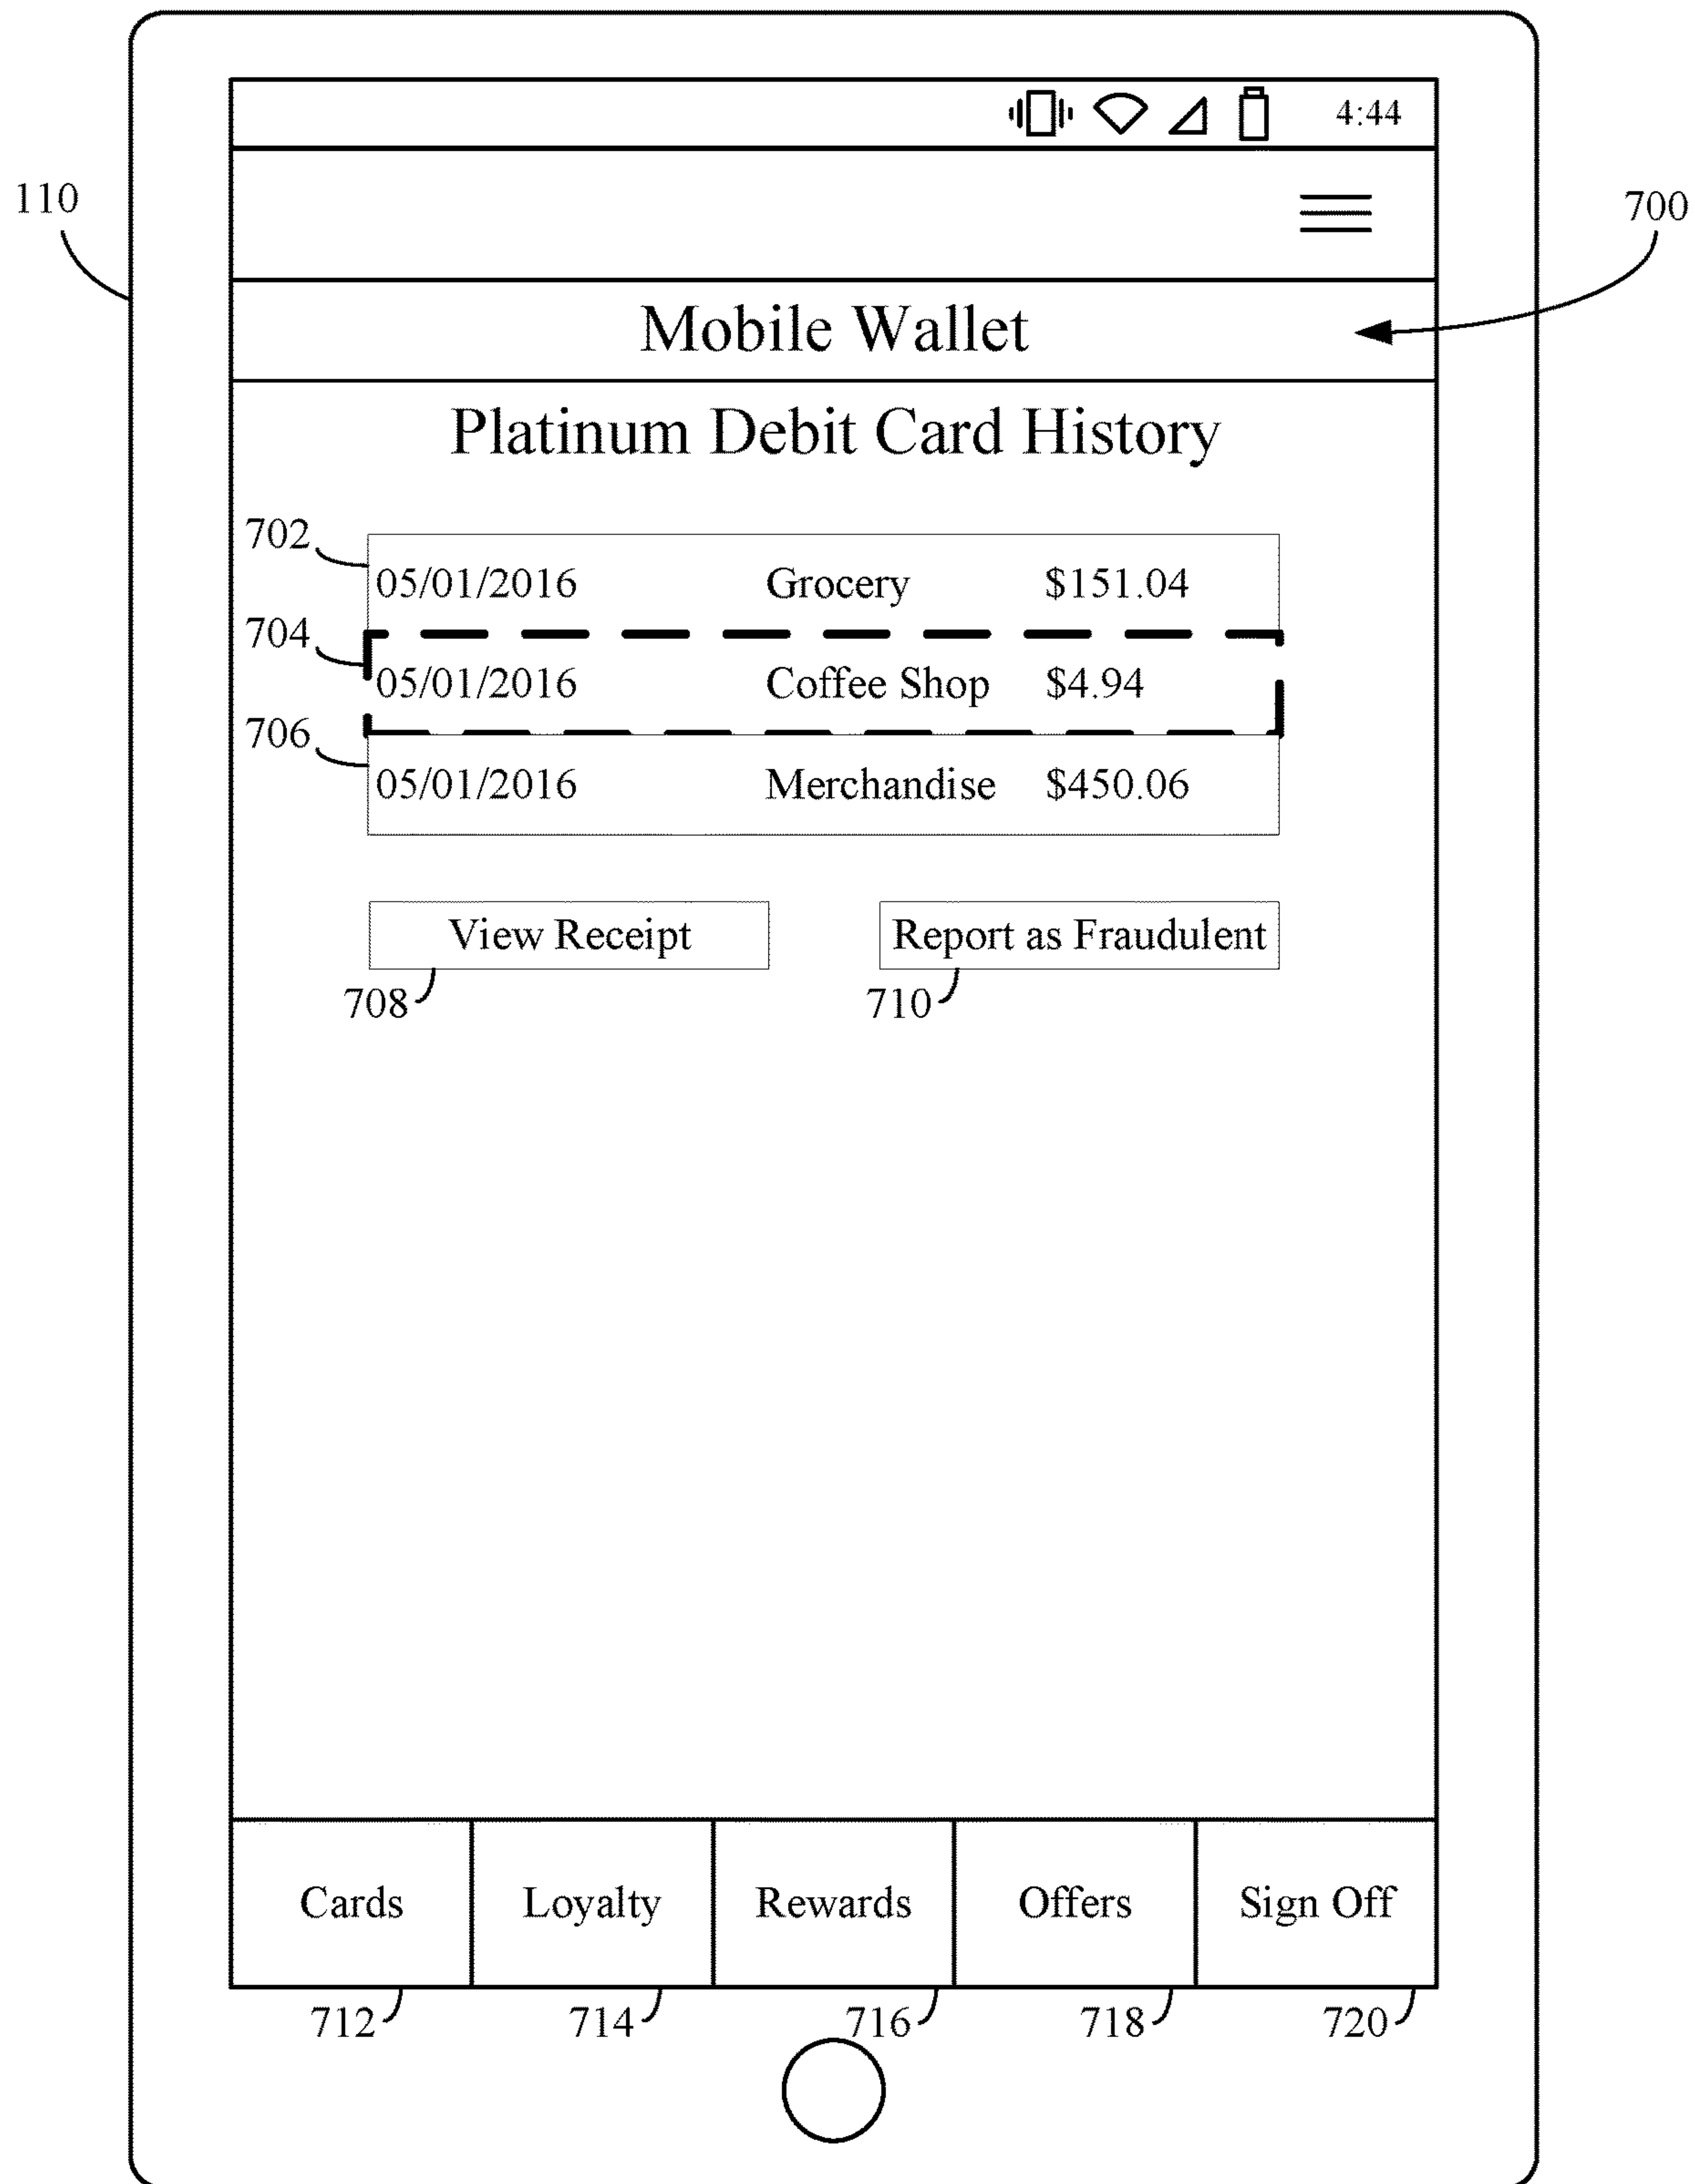 4:44
110
700
Mobile Wallet
Platinum Debit Card History
702
05/01/2016 Grocery $151.04
704
05/01/2016 Coffee Shop $4.94
706
05/01/2016 Merchandise $450.06
View Receipt Report as Fraudulent
708 710
Cards Loyalty Rewards Offers Sign Off
712 714 716 718 720